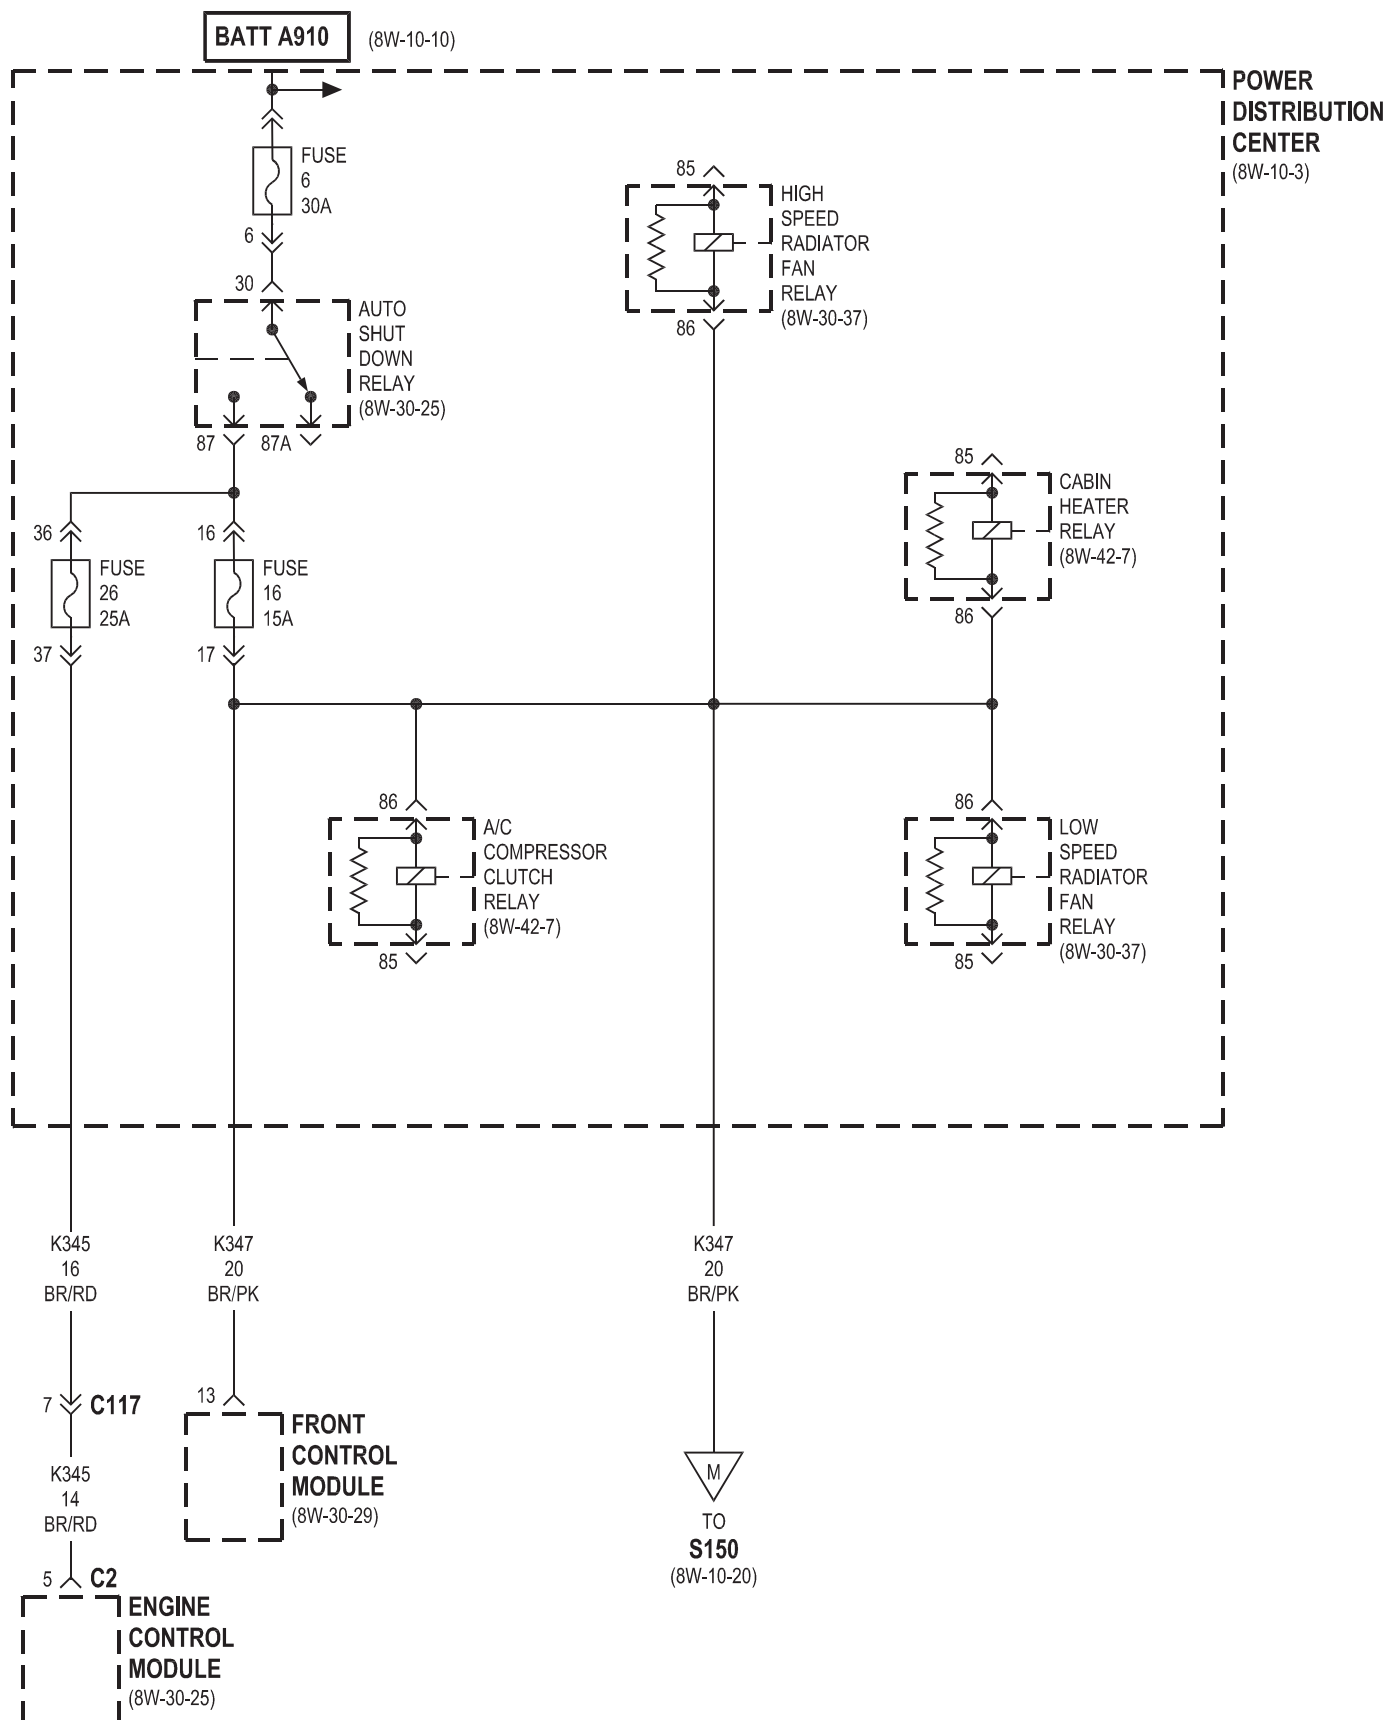 BATT A910
(8W-10-10)
POWER
DISTRIBUTION
CENTER
(8W-10-3)
FUSE
6
30A
6
30
AUTO
SHUT
DOWN
RELAY
(8W-30-25)
87
87A
85
HIGH
SPEED
RADIATOR
FAN
RELAY
(8W-30-37)
86
85
CABIN
HEATER
RELAY
(8W-42-7)
86
36
FUSE
26
25A
37
16
FUSE
16
15A
17
86
A/C
COMPRESSOR
CLUTCH
RELAY
(8W-42-7)
85
86
LOW
SPEED
RADIATOR
FAN
RELAY
(8W-30-37)
85
K345
16
BR/RD
K347
20
BR/PK
K347
20
BR/PK
7
C117
13
FRONT
CONTROL
MODULE
(8W-30-29)
M
TO
S150
(8W-10-20)
K345
14
BR/RD
5
C2
ENGINE
CONTROL
MODULE
(8W-30-25)